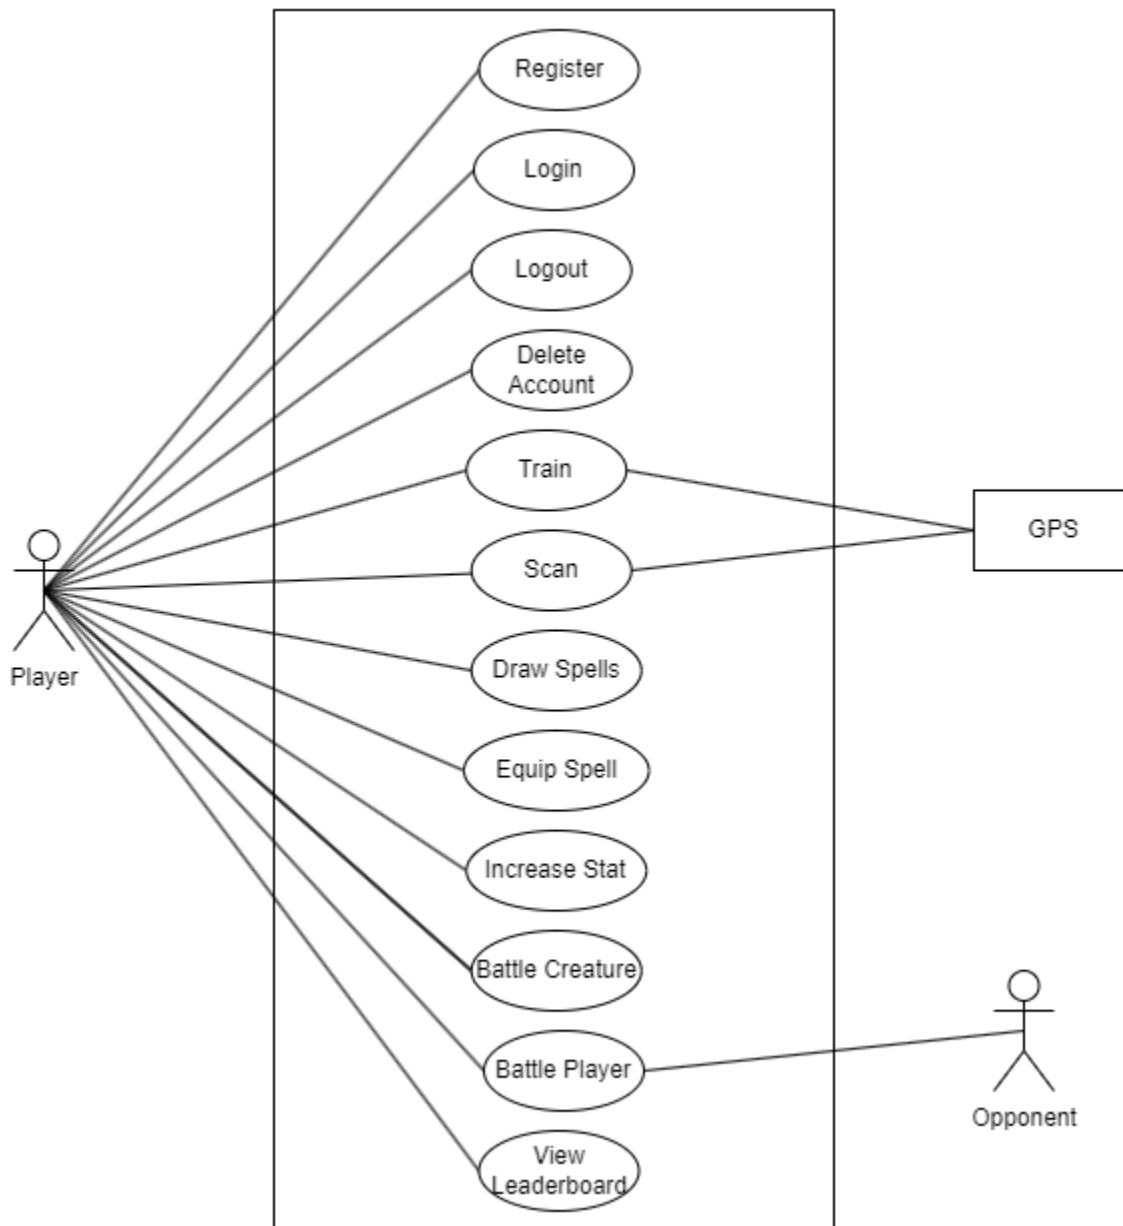 Register
Login
Logout
Delete
Account
Train
GPS
Scan
Player
Draw Spells
Equip Spell
Increase Stat
Battle Creature
Battle Player
Opponent
View
Leaderboard